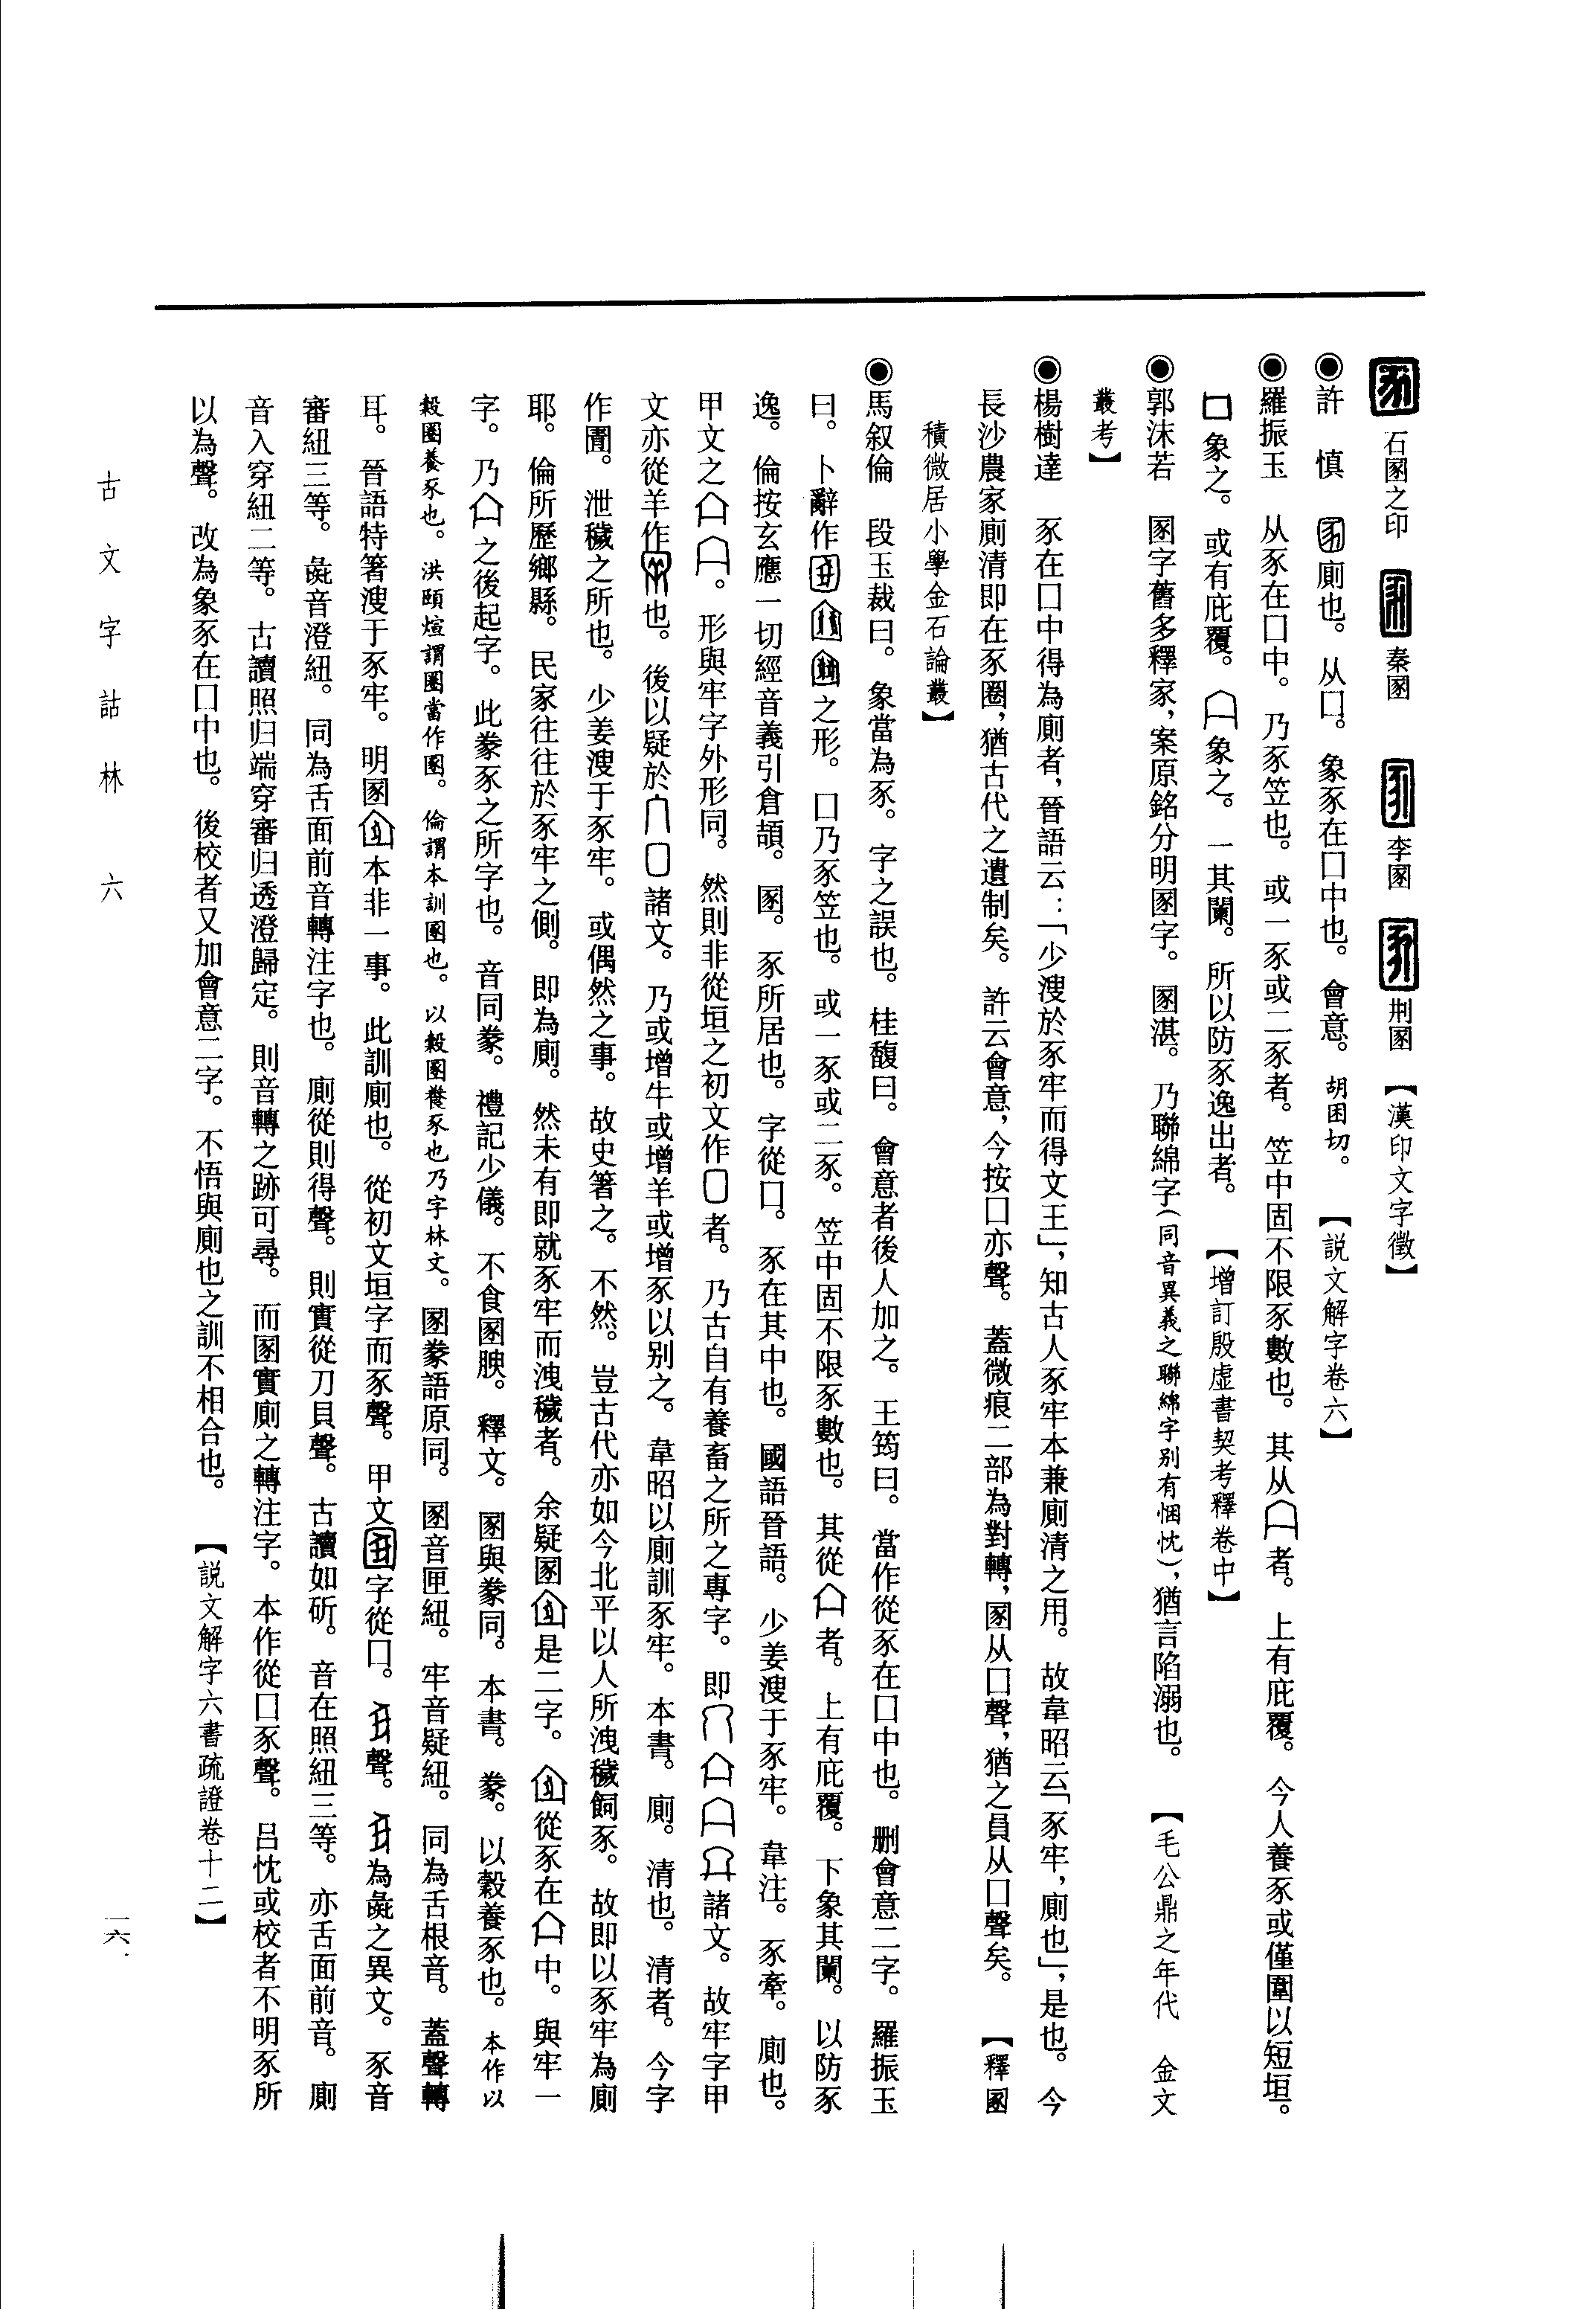 石圂之印 秦圂 李圂 荆圂 【漢印文字徵】
◉許 慎 廁也。从囗。象豕在囗中也。會意。胡困切。【説文解字卷六】
◉羅振玉 从豕在囗中。乃豕笠也。或一豕或二豕者。笠中固不限豕數也。其从 者。上有庇覆。今人養豕或僅圍以短垣。
囗象之。或有庇覆。 象之。一其闌。所以防豕逸出者。【增訂殷虛書契考釋卷中】
◉郭沫若 圂字舊多釋家，案原銘分明圂字。圂湛。乃聯綿字（同音異義之聯綿字别有悃忱），猶言陷溺也。【毛公鼎之年代 金文
叢考】
◉楊樹達 豕在囗中得為廁者，晉語云：「少溲於豕牢而得文王」，知古人豕牢本兼廁清之用。故韋昭云「豕牢，廁也」，是也。今
長沙農家廁清即在豕圈，猶古代之遺制矣。許云會意，今按囗亦聲。蓋微痕二部為對轉，圂从囗聲，猶之員从囗聲矣。【釋圂
積微居小學金石論叢】
◉馬叙倫 段玉裁曰。象當為豕。字之誤也。桂馥曰。會意者後人加之。王筠曰。當作從豕在囗中也。删會意二字。羅振玉
曰。卜辭作 之形。囗乃豕笠也。或一豕或二豕。笠中固不限豕數也。其從 者。上有庇覆。下象其闌。以防豕
逸。倫按玄應一切經音義引倉頡。圂。豕所居也。字從囗。豕在其中也。國語晉語。少姜溲于豕牢。韋注。豕牽。廁也。
甲文之 。形與牢字外形同。然則非從垣之初文作 者。乃古自有養畜之所之專字。即 諸文。故牢字甲
文亦從羊作 也。後以疑於 諸文。乃或增牛或增羊或增豕以别之。韋昭以廁訓豕牢。本書。廁。清也。清者。今字
作圊。泄穢之所也。少姜溲于豕牢。或偶然之事。故史箸之。不然。豈古代亦如今北平以人所洩穢飼豕。故即以豕牢為廁
耶。倫所歷鄉縣。民家往往於豕牢之側。即為廁。然未有即就豕牢而洩穢者。余疑圂 是二字。 從豕在 中。與牢一
字。乃 之後起字。此豢豕之所字也。音同豢。禮記少儀。不食圂腴。釋文。圂與豢同。本書。豢。以穀養豕也。本作以
穀圈養豕也。洪頤煊謂圈當作圂。倫謂本訓圂也。以穀圂養豕也乃字林文。圂豢語原同。圂音匣紐。牢音疑紐。同為舌根音。蓋聲轉
耳。晉語特箸溲于豕牢。明圂 本非一事。此訓廁也。從初文垣字而豕聲。甲文 字從囗。 聲。 為彘之異文。豕音
審紐三等。彘音澄紐。同為舌面前音轉注字也。廁從則得聲。則實從刀貝聲。古讀如斫。音在照紐三等。亦舌面前音。廁
音入穿紐二等。古讀照归端穿審归透澄歸定。則音轉之跡可尋。而圂實廁之轉注字。本作從囗豕聲。吕忱或校者不明豕所
以為聲。改為象豕在囗中也。後校者又加會意二字。不悟與廁也之訓不相合也。【説文解字六書疏證卷十二】
古文字詁林 六
一六